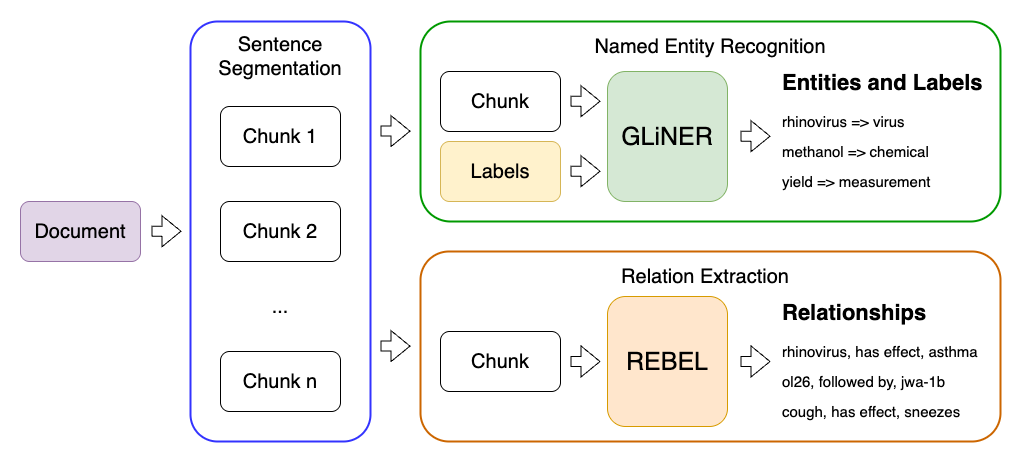 Document
Sentence
Segmentation
Chunk 1
Chunk 2
...
Chunk n
Named Entity Recognition
Chunk
Labels
GLiNER
Entities and Labels
rhinovirus => virus
methanol => chemical
yield => measurement
Relation Extraction
Chunk
REBEL
Relationships
rhinovirus, has effect, asthma
ol26, followed by, jwa-1b
cough, has effect, sneezes